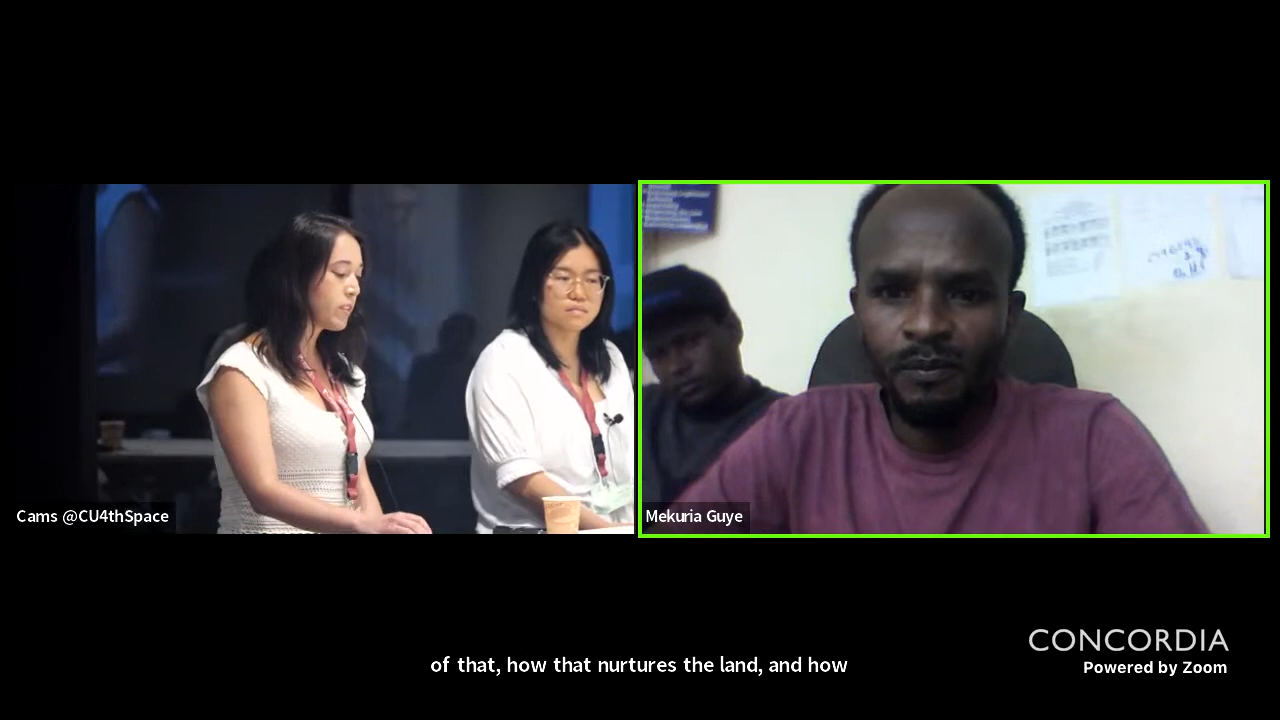 Cams @CU4thSpace
Mekuria Guye
of that, how that nurtures the land, and how
CONCORDIA
Powered by Zoom